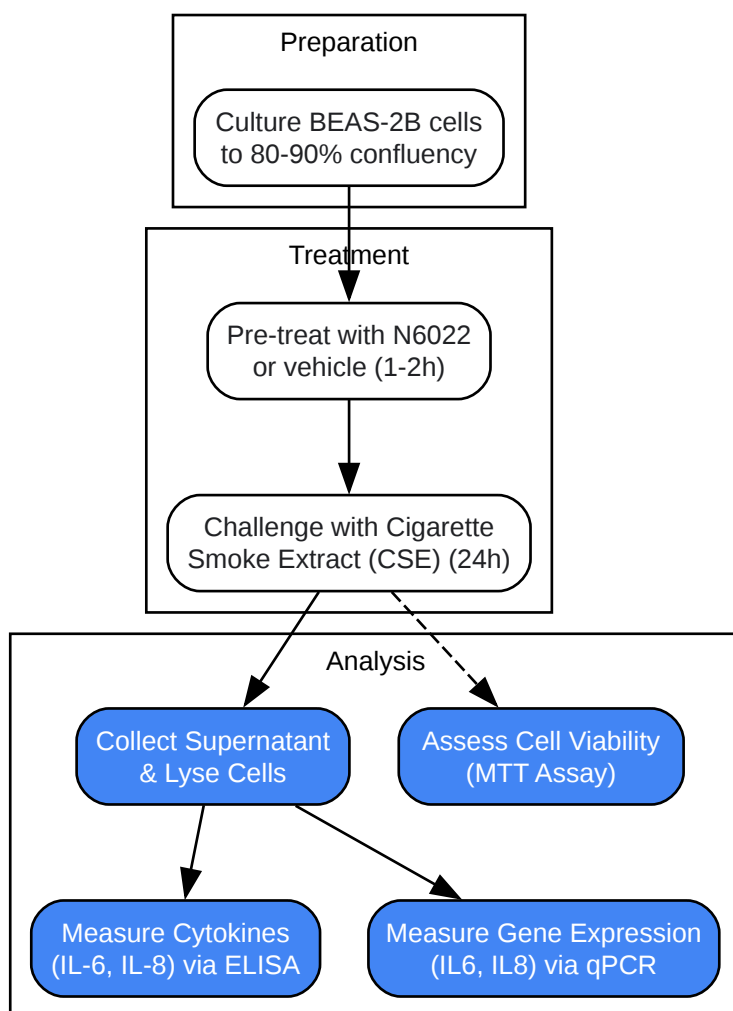 Preparation
Culture BEAS-2B cells
to 80-90% confluency
Treatment
Pre-treat with N6022
or vehicle (1-2h)
Challenge with Cigarette
Smoke Extract (CSE) (24h)
Analysis
Collect Supernatant
& Lyse Cells
Assess Cell Viability
(MTT Assay)
Measure Cytokines
(IL-6, IL-8) via ELISA
Measure Gene Expression
(IL6, IL8) via qPCR